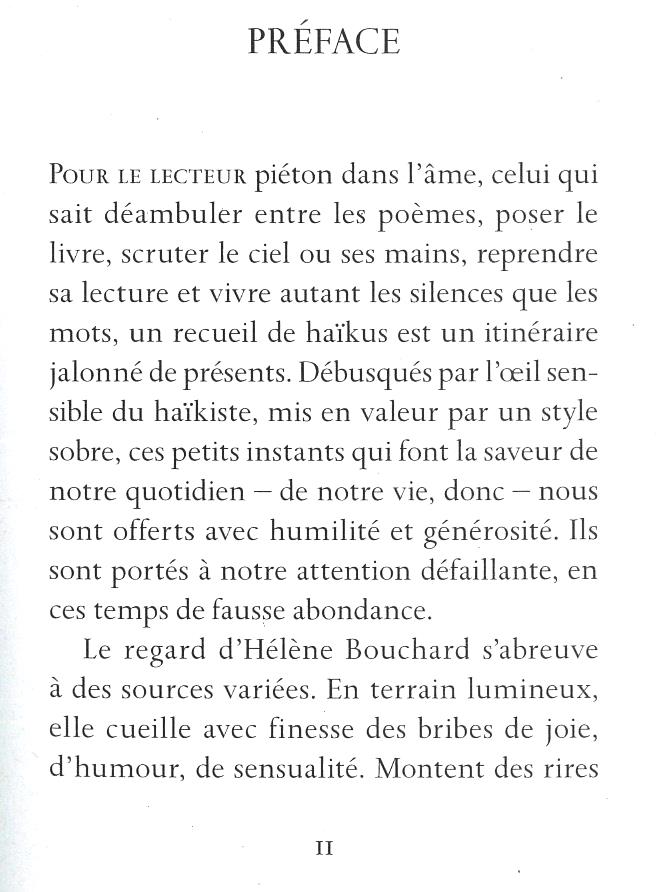 PRÉFACE
POUR LE LECTEUR piéton dans l’âme, celui qui
sait déambuler entre les poèmes, poser le
livre, scruter le ciel ou ses mains, reprendre
sa lecture et vivre autant les silences que les
mots, un recueil de haïkus est un itinéraire
jalonné de présents. Débusqués par l’œil sen-
sible du haïkiste, mis en valeur par un style
sobre, ces petits instants qui font la saveur de
notre quotidien – de notre vie, donc – nous
sont offerts avec humilité et générosité. Ils
sont portés à notre attention défaillante, en
ces temps de fausse abondance.
Le regard d’Hélène Bouchard s’abreuve
à des sources variées. En terrain lumineux,
elle cueille avec finesse des bribes de joie,
d’humour, de sensualité. Montent des rires
11